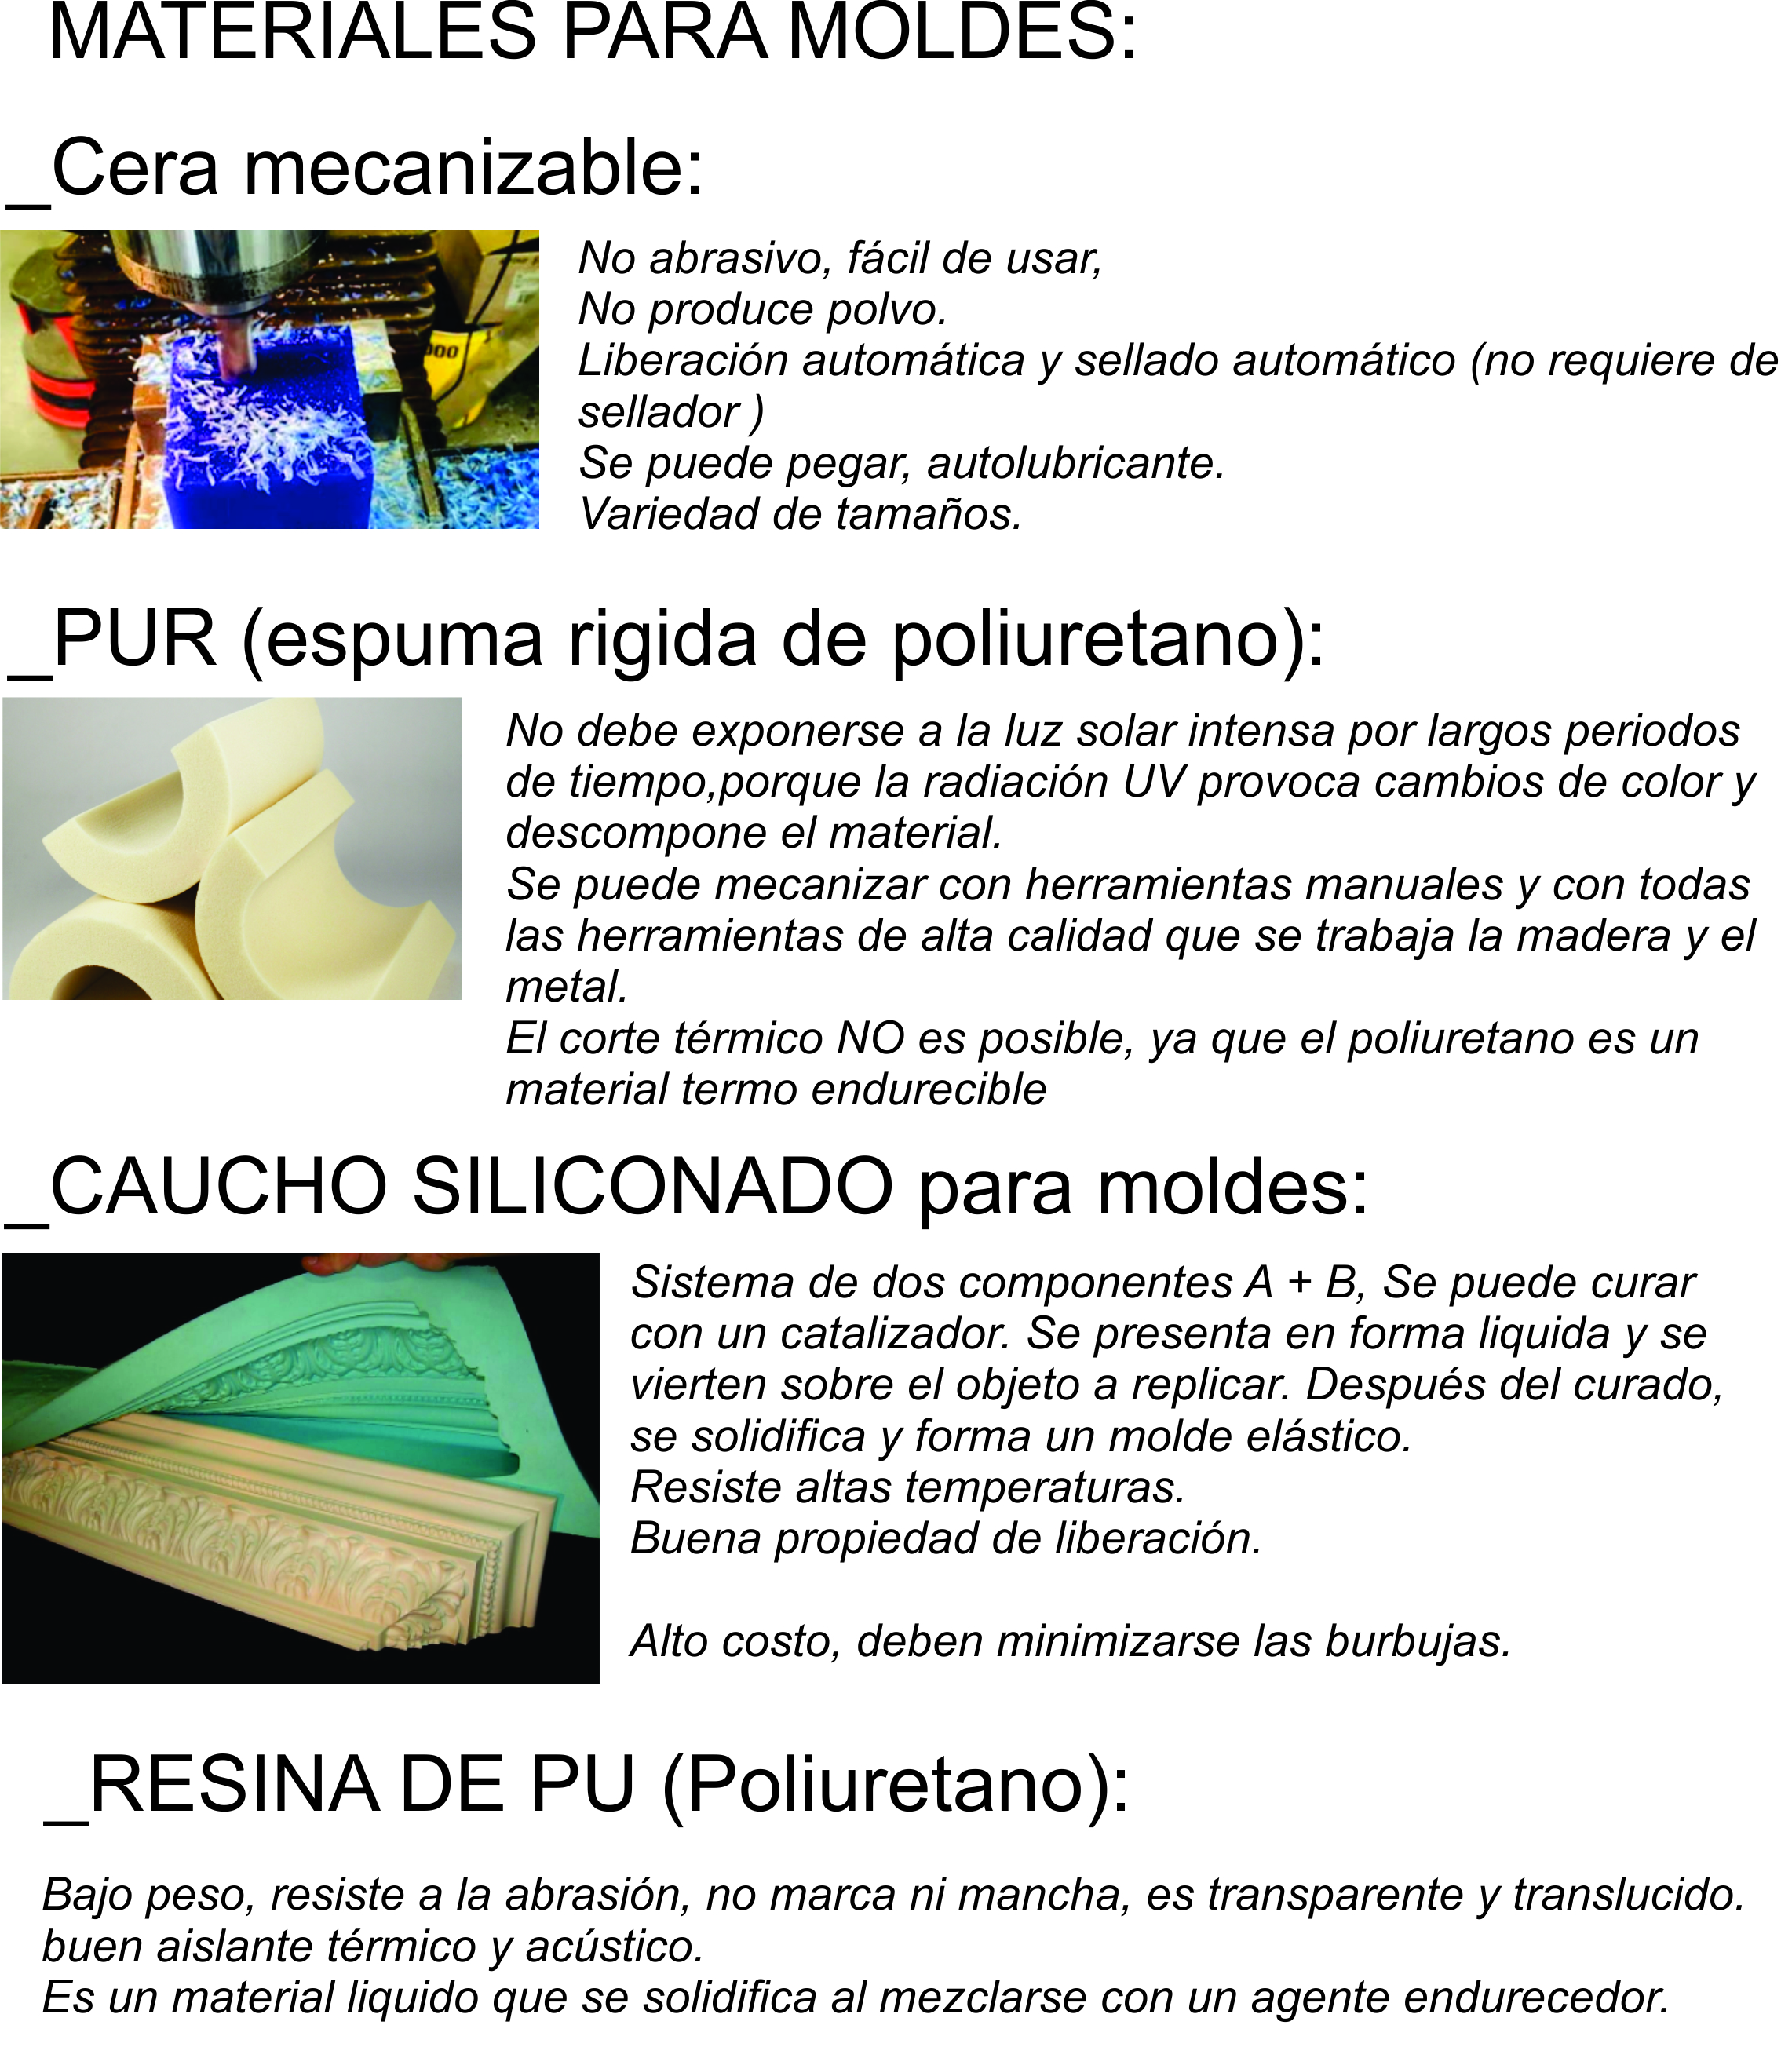 MATERIALES PARA MOLDES:
_Cera mecanizable:
No abrasivo, fácil de usar,
No produce polvo.
Liberación automática y sellado automático (no requiere de
sellador )
Se puede pegar, autolubricante.
Variedad de tamaños.
_PUR (espuma rigida de poliuretano):
No debe exponerse a la luz solar intensa por largos periodos
de tiempo,porque la radiación UV provoca cambios de color y
descompone el material.
Se puede mecanizar con herramientas manuales y con todas
las herramientas de alta calidad que se trabaja la madera y el
metal.
El corte térmico NO es posible, ya que el poliuretano es un
material termo endurecible
_CAUCHO SILICONADO para moldes:
Sistema de dos componentes A + B, Se puede curar
con un catalizador. Se presenta en forma liquida y se
vierten sobre el objeto a replicar. Después del curado,
se solidifica y forma un molde elástico.
Resiste altas temperaturas.
Buena propiedad de liberación.
Alto costo, deben minimizarse las burbujas.
_RESINA DE PU (Poliuretano):
Bajo peso, resiste a la abrasión, no marca ni mancha, es transparente y translucido.
buen aislante térmico y acústico.
Es un material liquido que se solidifica al mezclarse con un agente endurecedor.